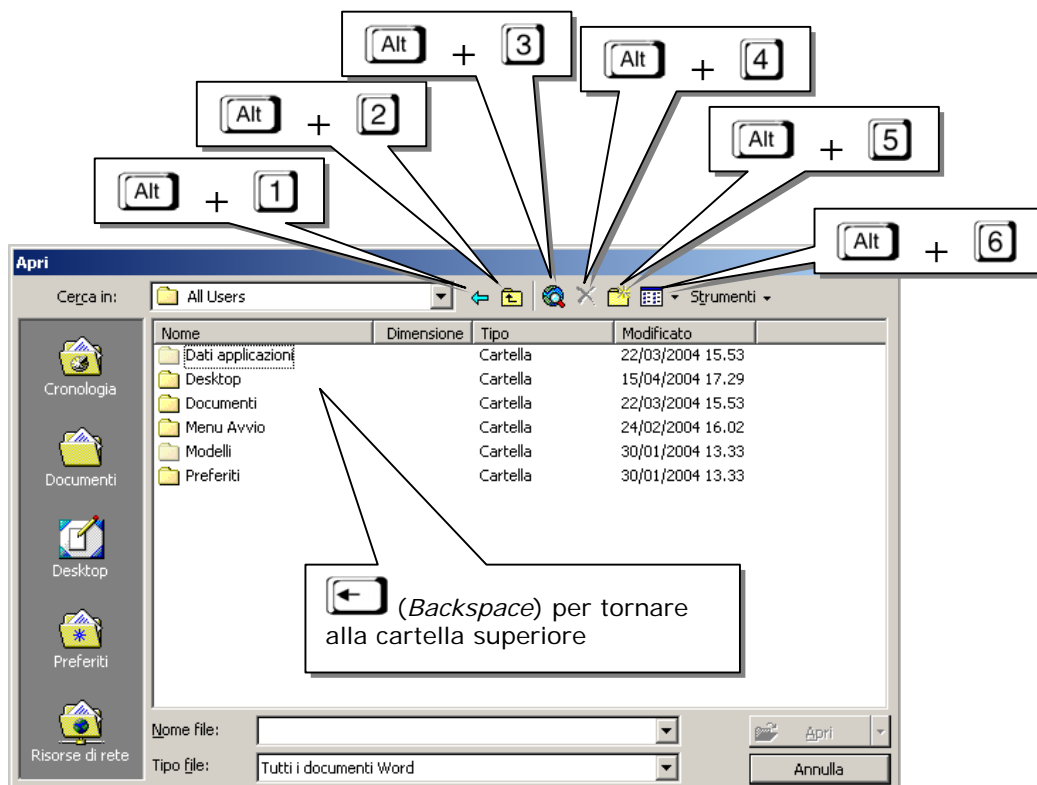 Alt + 3
Alt + 4
Alt + 2
Alt + 5
Alt + 1
Alt + 6
Apri
Cerca in: All Users Strumenti
Nome Dimensione Tipo Modificato
Dati applicazioni Cartella 22/03/2004 15.53
Desktop Cartella 15/04/2004 17.29
Documenti Cartella 22/03/2004 15.53
Menu Avvio Cartella 24/02/2004 16.02
Modelli Cartella 30/01/2004 13.33
Preferiti Cartella 30/01/2004 13.33
Cronologia
Documenti
Desktop
Preferiti
Risorse di rete
(Backspace) per tornare
alla cartella superiore
Nome file: Apri
Tipo file: Tutti i documenti Word Annulla